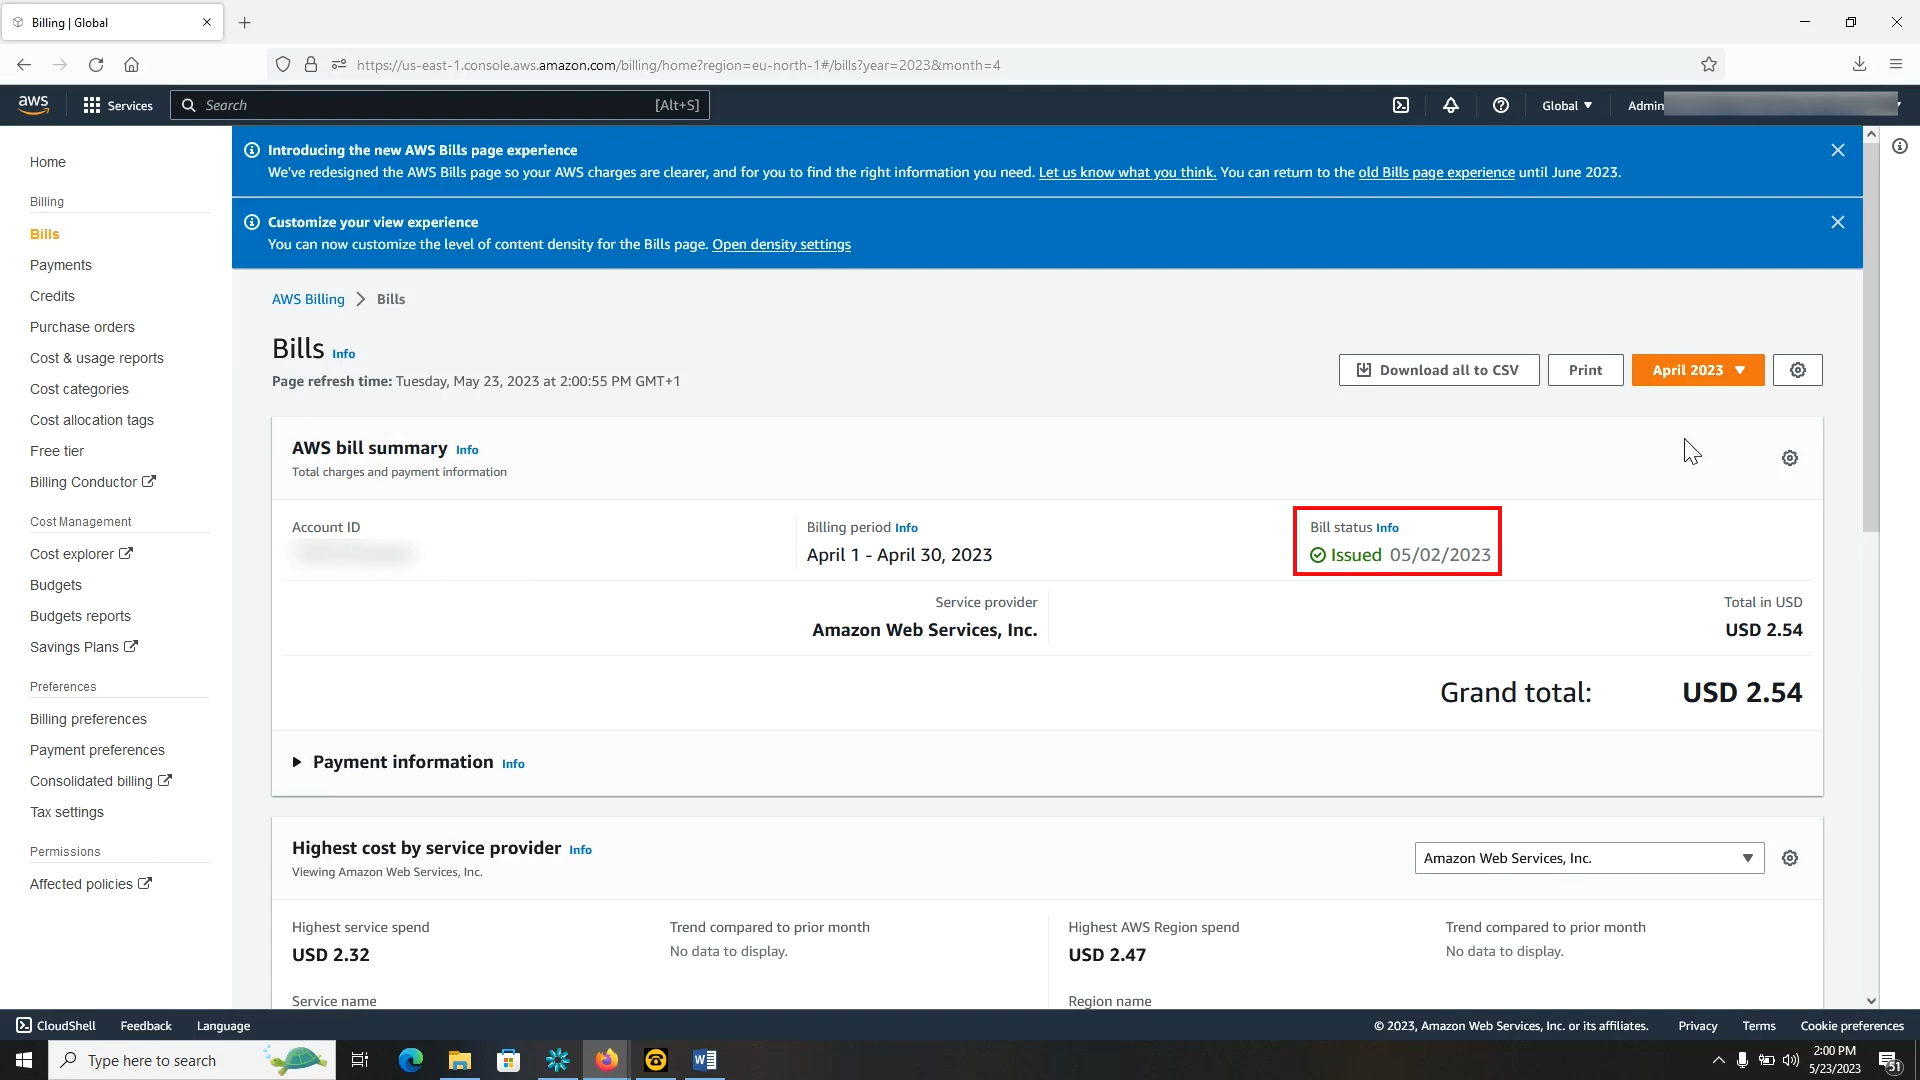 Billing | Global
https://us-east-1.console.aws.amazon.com/billing/home?region=eu-north-1#/bills?year=2023&month=4
aws
Services
Search
[Alt+S]
Global
Admin
Home
Billing
Bills
Payments
Credits
Purchase orders
Cost & usage reports
Cost categories
Cost allocation tags
Free tier
Billing Conductor
Cost Management
Cost explorer
Budgets
Budgets reports
Savings Plans
Preferences
Billing preferences
Payment preferences
Consolidated billing
Tax settings
Permissions
Affected policies
Introducing the new AWS Bills page experience
We've redesigned the AWS Bills page so your AWS charges are clearer, and for you to find the right information you need. Let us know what you think. You can return to the old Bills page experience until June 2023.
Customize your view experience
You can now customize the level of content density for the Bills page. Open density settings
AWS Billing > Bills
Bills Info
Page refresh time: Tuesday, May 23, 2023 at 2:00:55 PM GMT+1
Download all to CSV
Print
April 2023
AWS bill summary Info
Total charges and payment information
Account ID
Billing period Info
April 1 - April 30, 2023
Bill status Info
Issued 05/02/2023
Service provider
Amazon Web Services, Inc.
Total in USD
USD 2.54
Grand total: USD 2.54
Payment information Info
Highest cost by service provider Info
Viewing Amazon Web Services, Inc.
Amazon Web Services, Inc.
Highest service spend
USD 2.32
Trend compared to prior month
No data to display.
Highest AWS Region spend
USD 2.47
Trend compared to prior month
No data to display.
Service name
Region name
CloudShell
Feedback
Language
© 2023, Amazon Web Services, Inc. or its affiliates.
Privacy
Terms
Cookie preferences
Type here to search
2:00 PM
5/23/2023
51